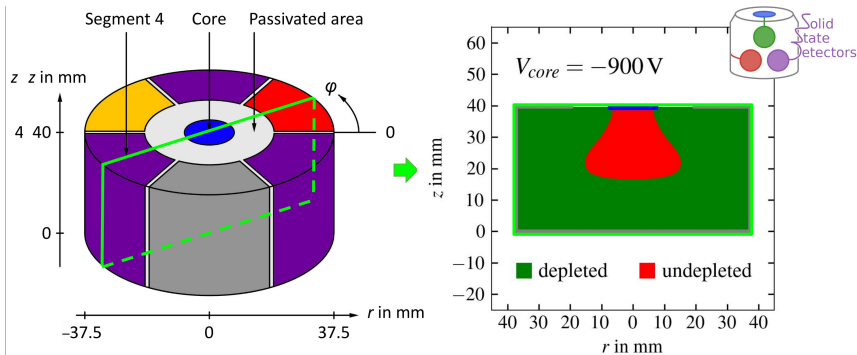 Segment 4 Core Passivated area
z z in mm
φ
4 40
0
0
r in mm
−37.5 0 37.5
Solid
State
Detectors
V_core = −900 V
z in mm
60
50
40
30
20
10
0
−10
−20
depleted undepleted
40 30 20 10 0 10 20 30 40
r in mm